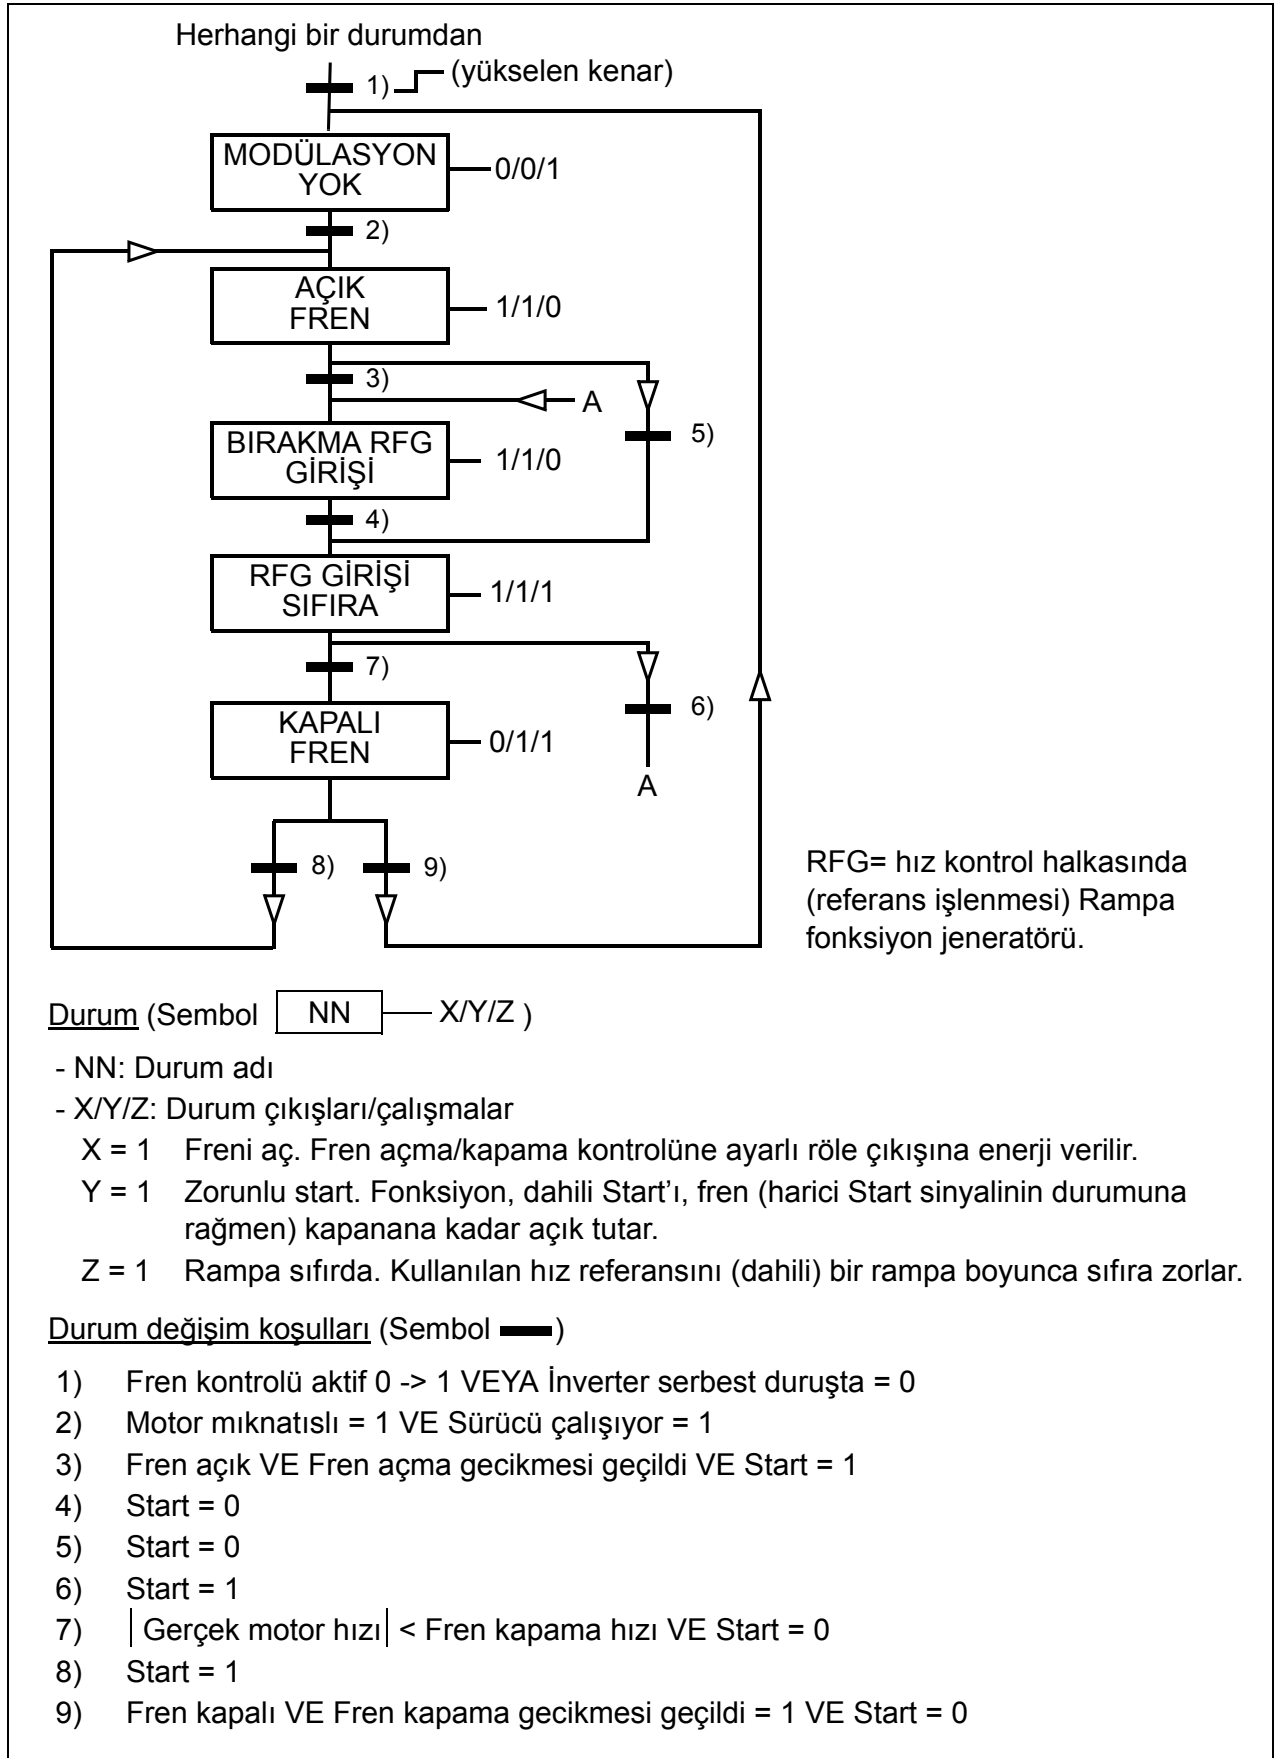 Herhangi bir durumdan
1) (yükselen kenar)
MODÜLASYON
YOK
0/0/1
2)
AÇIK
FREN
1/1/0
3)
A
5)
BIRAKMA RFG
GİRİŞİ
1/1/0
4)
RFG GİRİŞİ
SIFIRA
1/1/1
7)
6)
KAPALI
FREN
0/1/1
A
8)
9)
RFG= hız kontrol halkasında
(referans işlenmesi) Rampa
fonksiyon jeneratörü.
Durum (Sembol NN X/Y/Z )
- NN: Durum adı
- X/Y/Z: Durum çıkışları/çalışmalar
X = 1 Freni aç. Fren açma/kapama kontrolüne ayarlı röle çıkışına enerji verilir.
Y = 1 Zorunlu start. Fonksiyon, dahili Start’ı, fren (harici Start sinyalinin durumuna
rağmen) kapanana kadar açık tutar.
Z = 1 Rampa sıfırda. Kullanılan hız referansını (dahili) bir rampa boyunca sıfıra zorlar.
Durum değişim koşulları (Sembol )
1) Fren kontrolü aktif 0 -> 1 VEYA İnverter serbest duruşta = 0
2) Motor mıknatıslı = 1 VE Sürücü çalışıyor = 1
3) Fren açık VE Fren açma gecikmesi geçildi VE Start = 1
4) Start = 0
5) Start = 0
6) Start = 1
7) |Gerçek motor hızı| < Fren kapama hızı VE Start = 0
8) Start = 1
9) Fren kapalı VE Fren kapama gecikmesi geçildi = 1 VE Start = 0